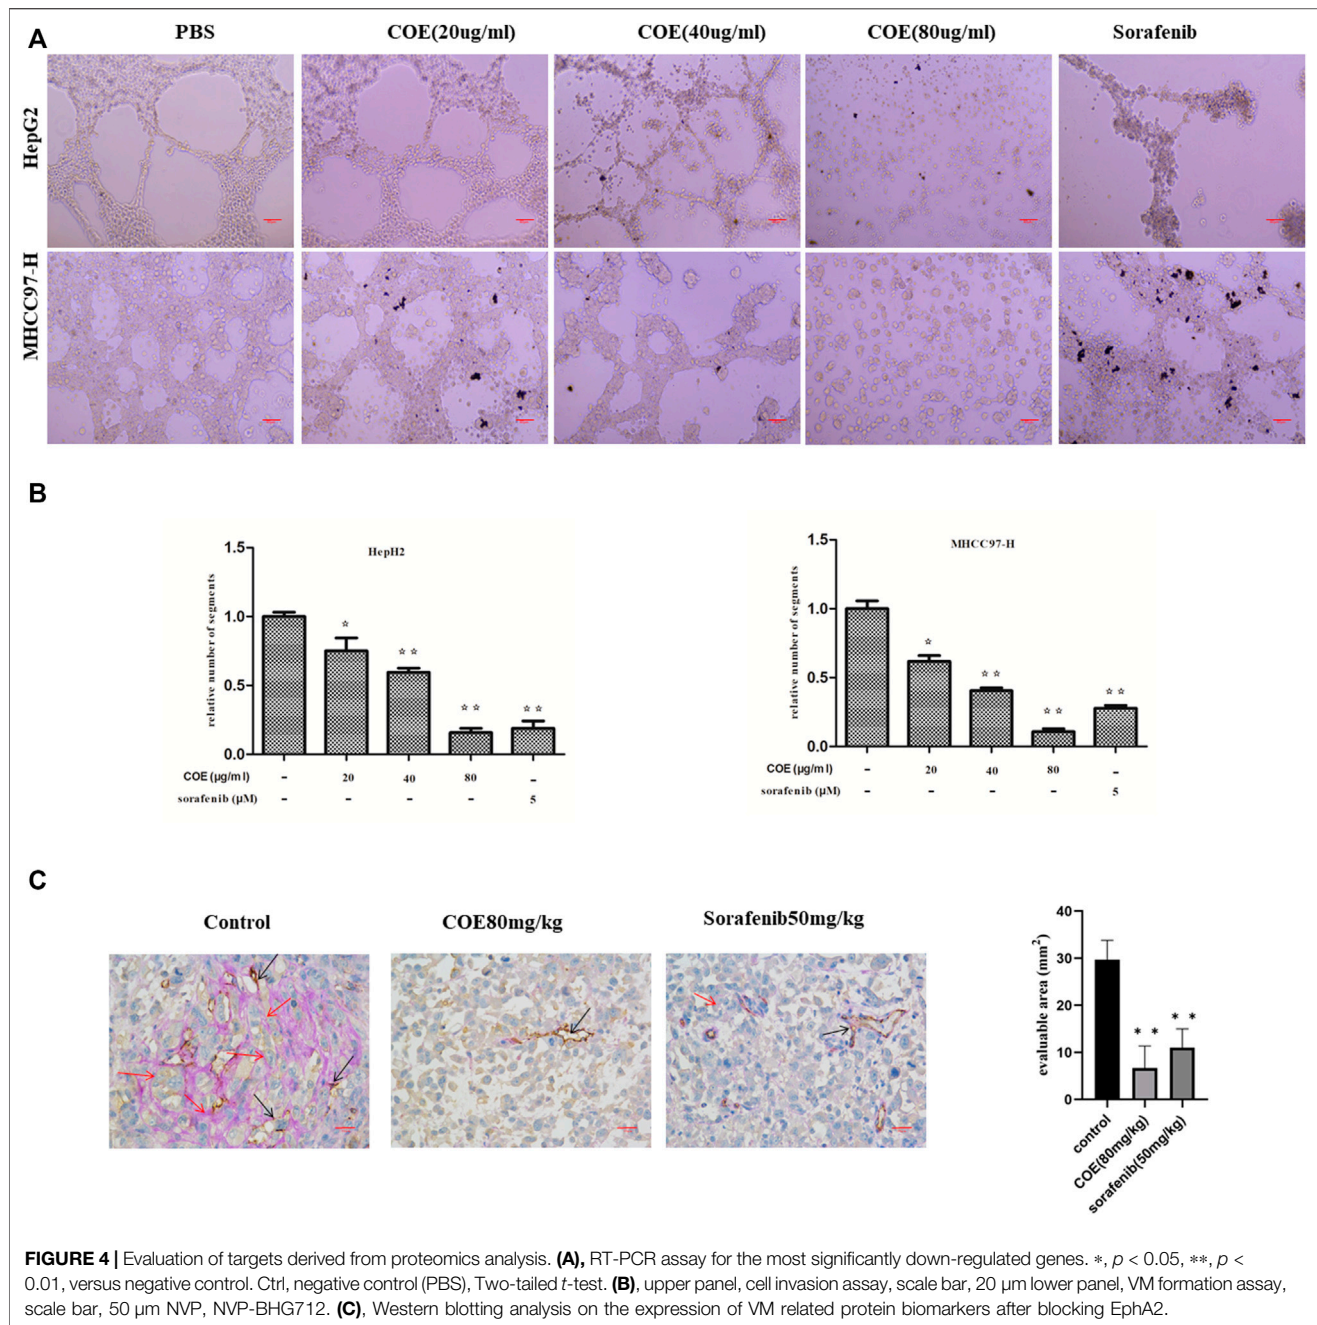 A
PBS
COE(20ug/ml)
COE(40ug/ml)
COE(80ug/ml)
Sorafenib
HepG2
MHCC97-H
B
HepH2
relative number of segments
1.5
1.0
0.5
0.0
☆
☆ ☆
☆ ☆
☆ ☆
COE (µg/ml) – 20 40 80 –
sorafenib (µM) – – – – 5
MHCC97-H
relative number of segments
1.5
1.0
0.5
0.0
☆
☆ ☆
☆ ☆
☆ ☆
COE (µg/ml) – 20 40 80 –
sorafenib (µM) – – – – 5
C
Control
COE80mg/kg
Sorafenib50mg/kg
evaluable area (mm²)
40
30
20
10
0
* *
* *
control
COE(80mg/kg)
sorafenib(50mg/kg)
FIGURE 4 | Evaluation of targets derived from proteomics analysis. (A), RT-PCR assay for the most significantly down-regulated genes. ∗, p < 0.05, ∗∗, p <
0.01, versus negative control. Ctrl, negative control (PBS), Two-tailed t-test. (B), upper panel, cell invasion assay, scale bar, 20 µm lower panel, VM formation assay,
scale bar, 50 µm NVP, NVP-BHG712. (C), Western blotting analysis on the expression of VM related protein biomarkers after blocking EphA2.